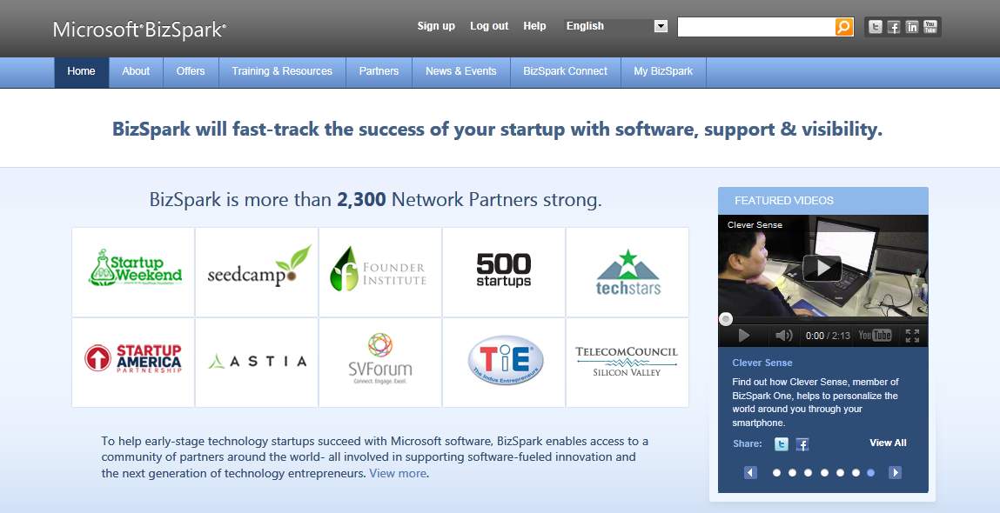 Microsoft® BizSpark®
Sign up Log out Help English
Home About Offers Training & Resources Partners News & Events BizSpark Connect My BizSpark
BizSpark will fast-track the success of your startup with software, support & visibility.
BizSpark is more than 2,300 Network Partners strong.
Startup
Weekend
seedcamp
f FOUNDER
INSTITUTE
500
startups
techstars
STARTUP
AMERICA
PARTNERSHIP
ASTIA
SVForum
Connect. Engage. Excel.
TiE
The Indus Entrepreneurs
TELECOMCOUNCIL
SILICON VALLEY
To help early-stage technology startups succeed with Microsoft software, BizSpark enables access to a
community of partners around the world- all involved in supporting software-fueled innovation and
the next generation of technology entrepreneurs. View more.
FEATURED VIDEOS
Clever Sense
0:00 / 2:13 YouTube
Clever Sense
Find out how Clever Sense, member of
BizSpark One, helps to personalize the
world around you through your
smartphone.
Share: View All